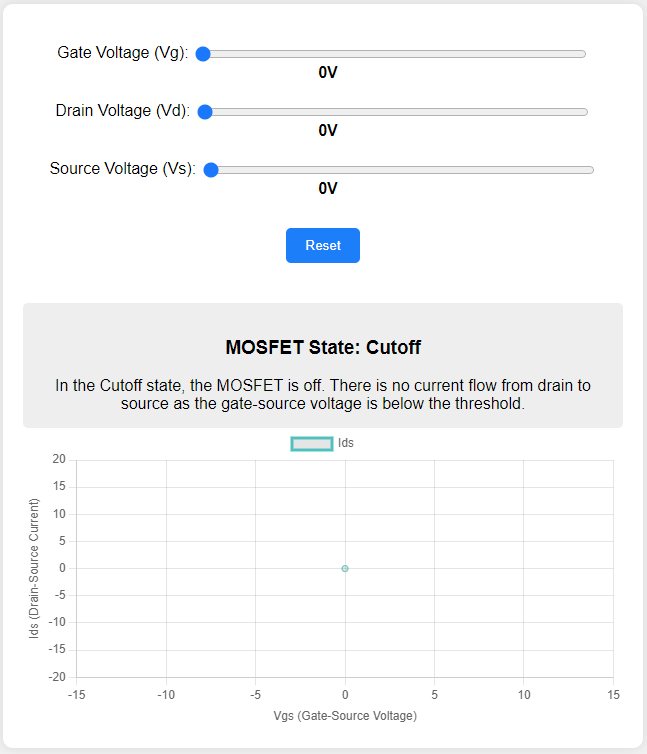 Gate Voltage (Vg):
0V
Drain Voltage (Vd):
0V
Source Voltage (Vs):
0V
Reset
MOSFET State: Cutoff
In the Cutoff state, the MOSFET is off. There is no current flow from drain to
source as the gate-source voltage is below the threshold.
Ids
20
15
10
5
0
-5
-10
-15
-20
Ids (Drain-Source Current)
-15
-10
-5
0
5
10
15
Vgs (Gate-Source Voltage)